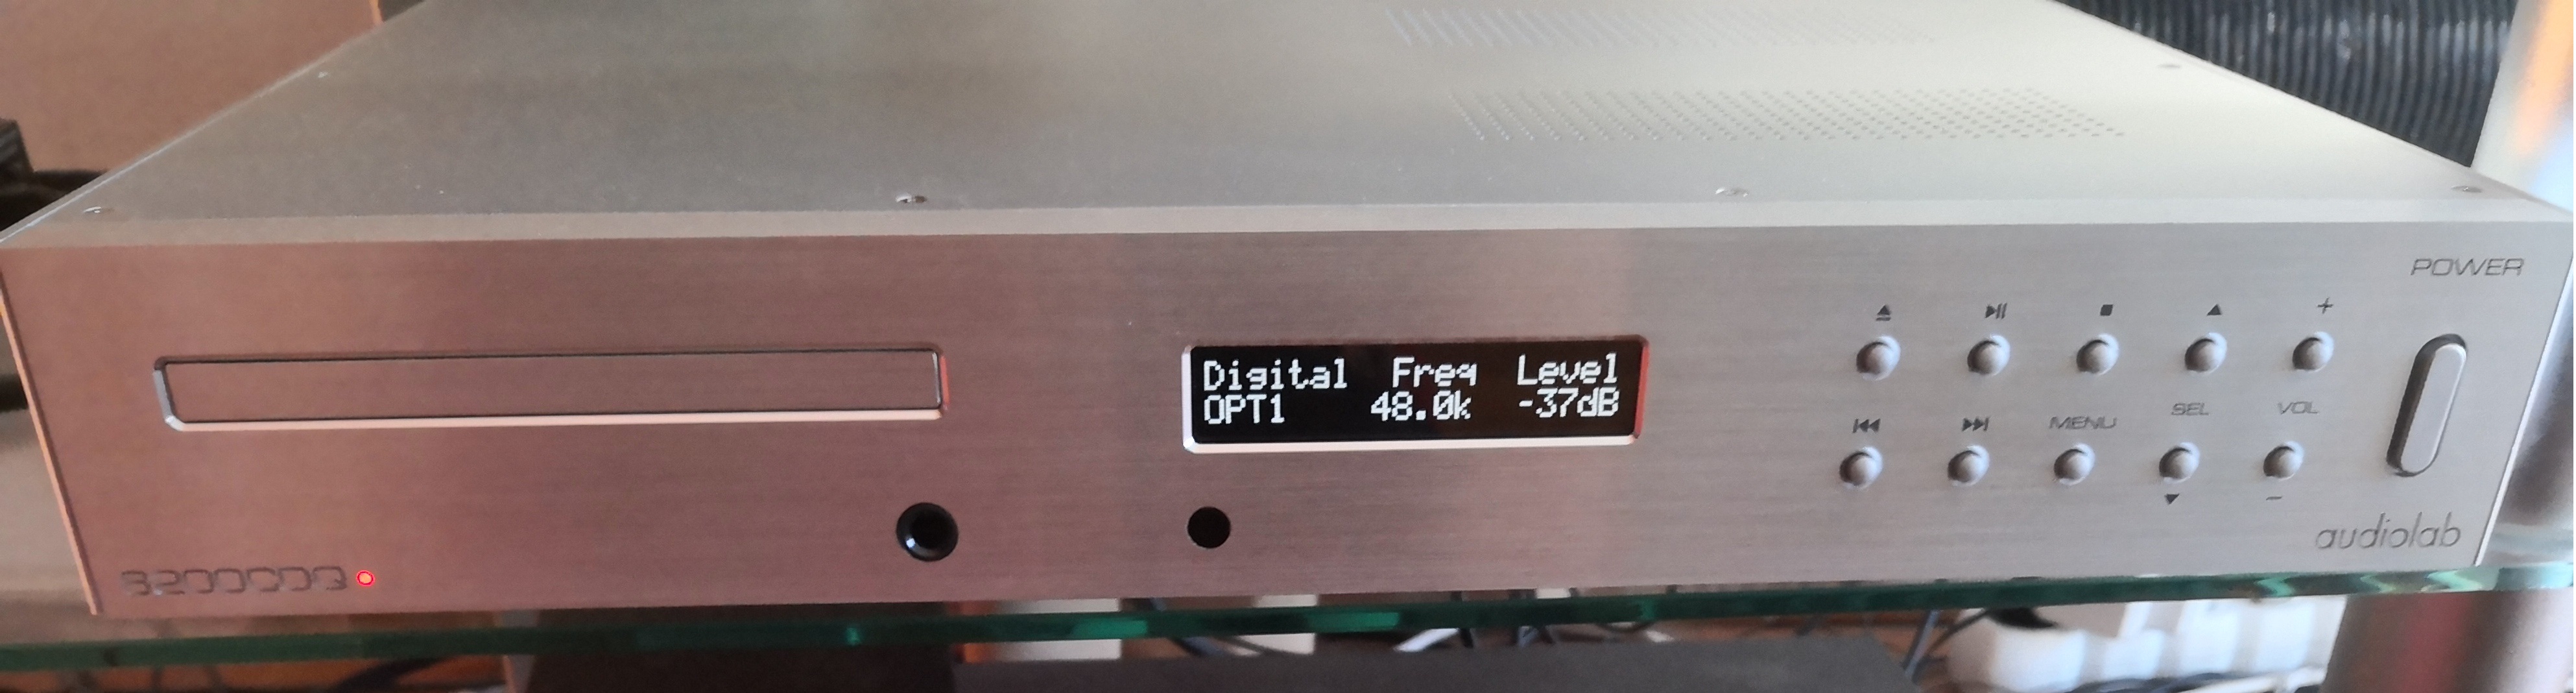 POWER
Digital Freq Level
OPT1 48.0k -37dB
SEL VOL
MENU
audiolab
8200CDQ